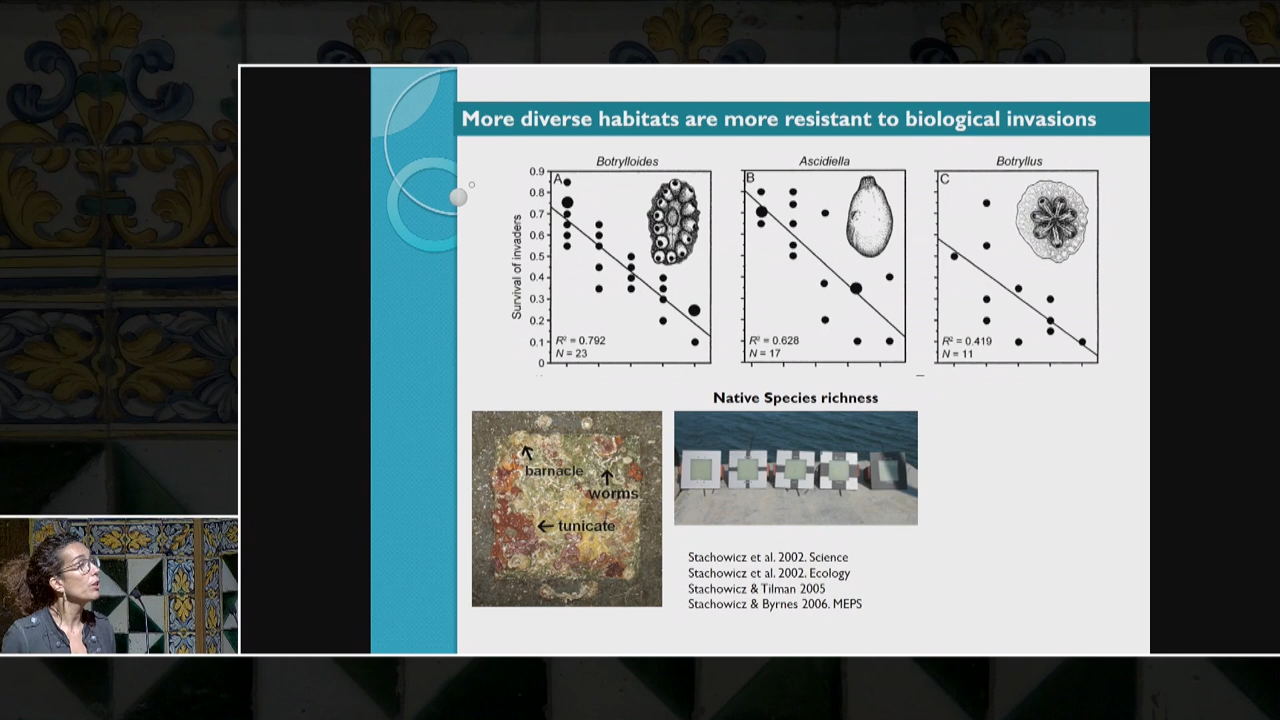 More diverse habitats are more resistant to biological invasions
Botrylloides
Ascidiella
Botryllus
Survival of invaders
0.9
0.8
0.7
0.6
0.5
0.4
0.3
0.2
0.1
0
A
R² = 0.792
N = 23
B
R² = 0.628
N = 17
C
R² = 0.419
N = 11
Native Species richness
barnacle
worms
tunicate
Stachowicz et al. 2002. Science
Stachowicz et al. 2002. Ecology
Stachowicz & Tilman 2005
Stachowicz & Byrnes 2006. MEPS